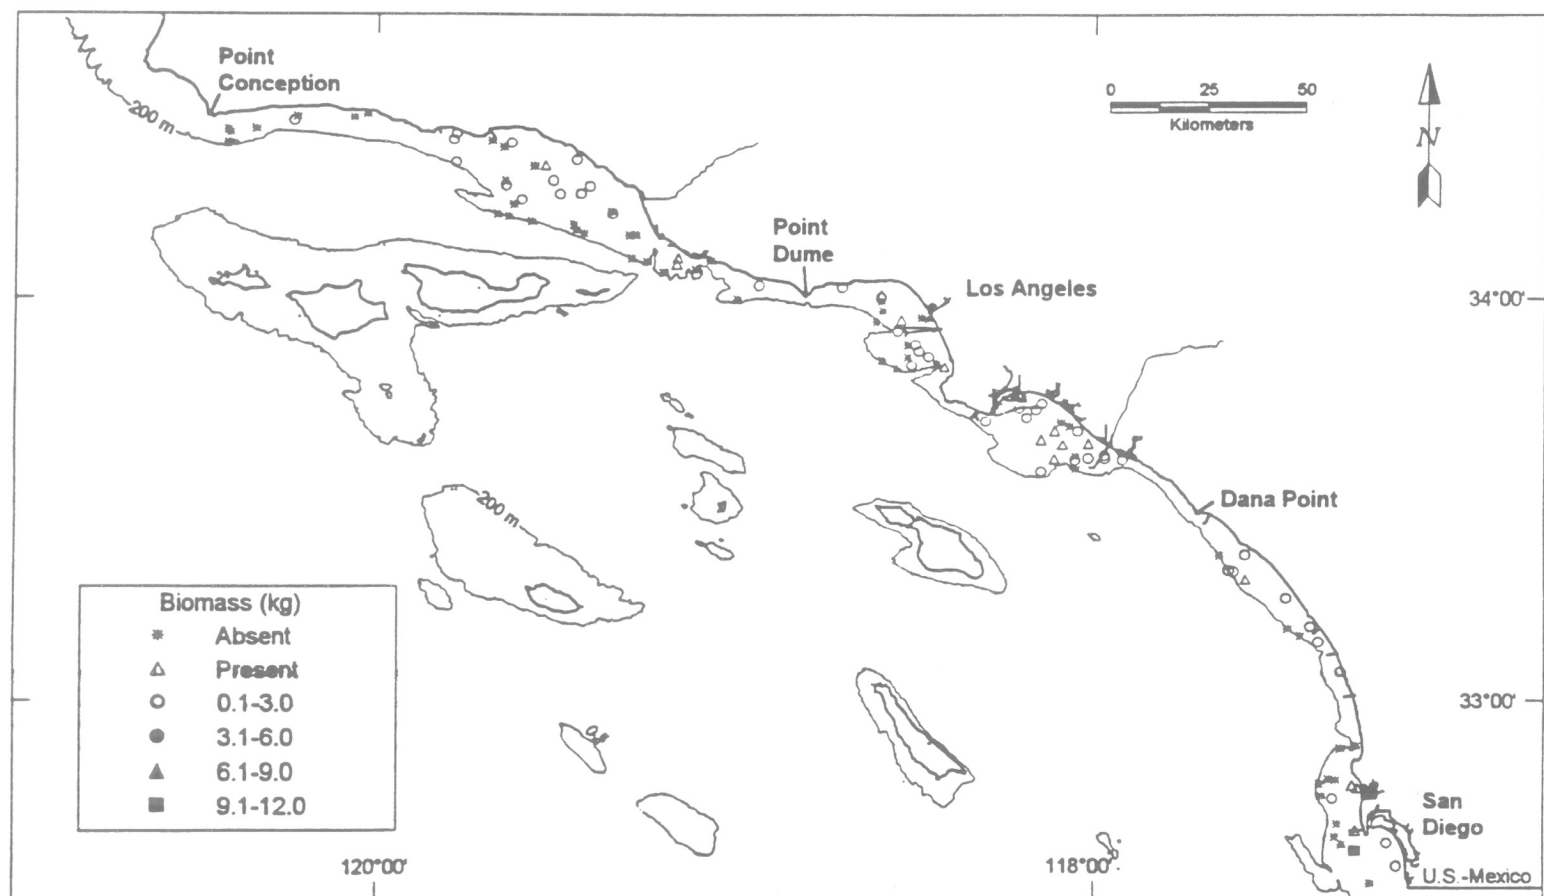 Point
Conception
200 m
0 25 50
Kilometers
N
Point
Dume
Los Angeles
34°00'
Dana Point
200 m
Biomass (kg)
Absent
Present
0.1-3.0
3.1-6.0
6.1-9.0
9.1-12.0
33°00'
San
Diego
U.S.-Mexico
120°00'
118°00'